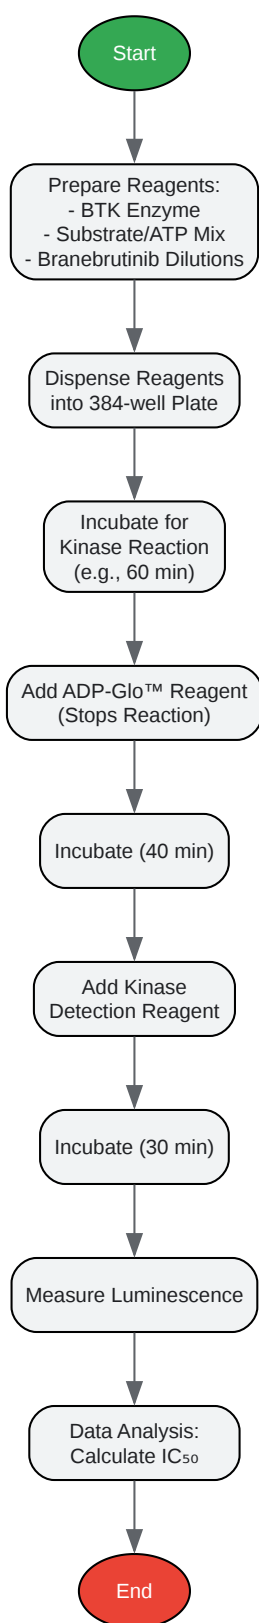 Start
Prepare Reagents:
- BTK Enzyme
- Substrate/ATP Mix
- Branebrutinib Dilutions
Dispense Reagents
into 384-well Plate
Incubate for
Kinase Reaction
(e.g., 60 min)
Add ADP-Glo™ Reagent
(Stops Reaction)
Incubate (40 min)
Add Kinase
Detection Reagent
Incubate (30 min)
Measure Luminescence
Data Analysis:
Calculate IC₅₀
End